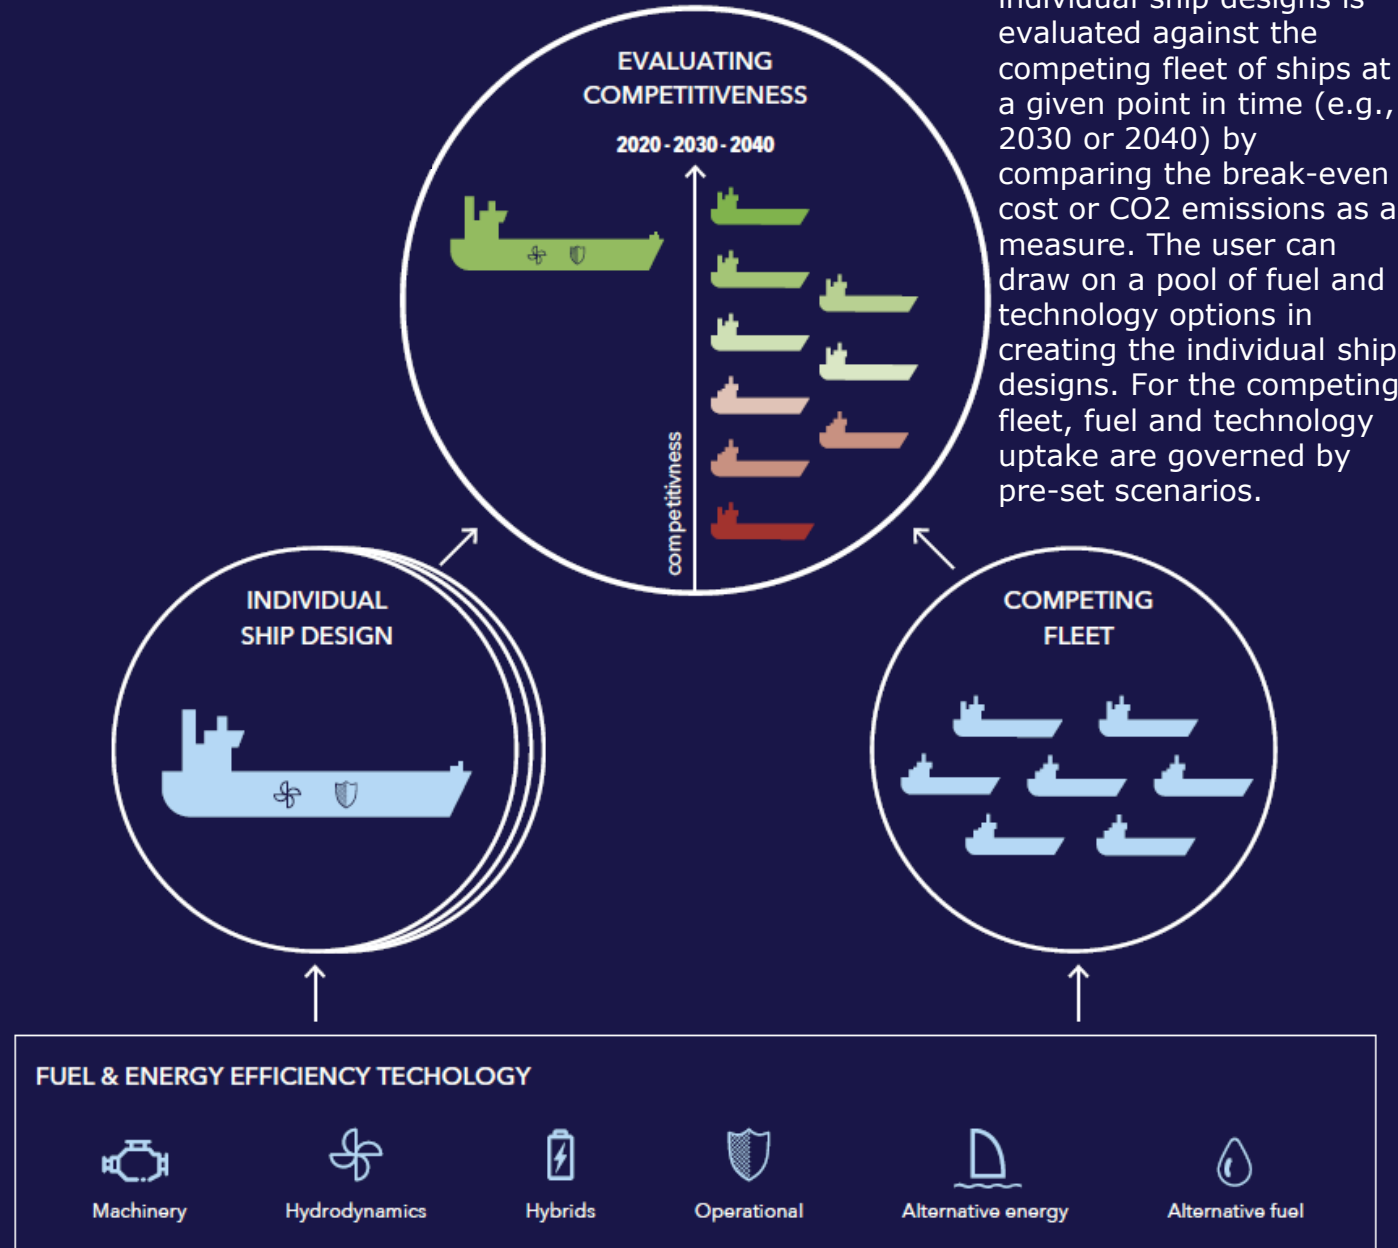 individual ship designs is
evaluated against the
competing fleet of ships at
a given point in time (e.g.,
2030 or 2040) by
comparing the break-even
cost or CO2 emissions as a
measure. The user can
draw on a pool of fuel and
technology options in
creating the individual ship
designs. For the competing
fleet, fuel and technology
uptake are governed by
pre-set scenarios.
EVALUATING
COMPETITIVENESS
2020 - 2030 - 2040
competitivness
INDIVIDUAL
SHIP DESIGN
COMPETING
FLEET
FUEL & ENERGY EFFICIENCY TECHOLOGY
Machinery
Hydrodynamics
Hybrids
Operational
Alternative energy
Alternative fuel